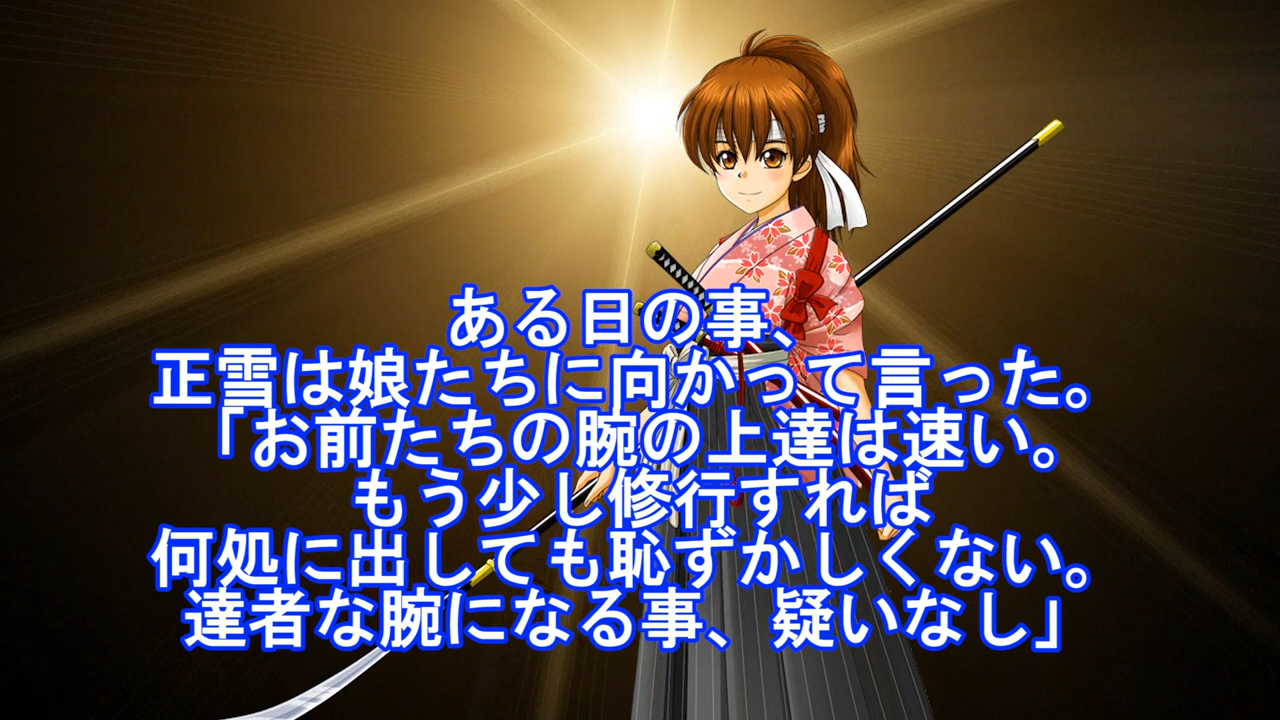 ある日の事、
正雪は娘たちに向かって言った。
「お前たちの腕の上達は速い。
もう少し修行すれば
何処に出しても恥ずかしくない。
達者な腕になる事、疑いなし」